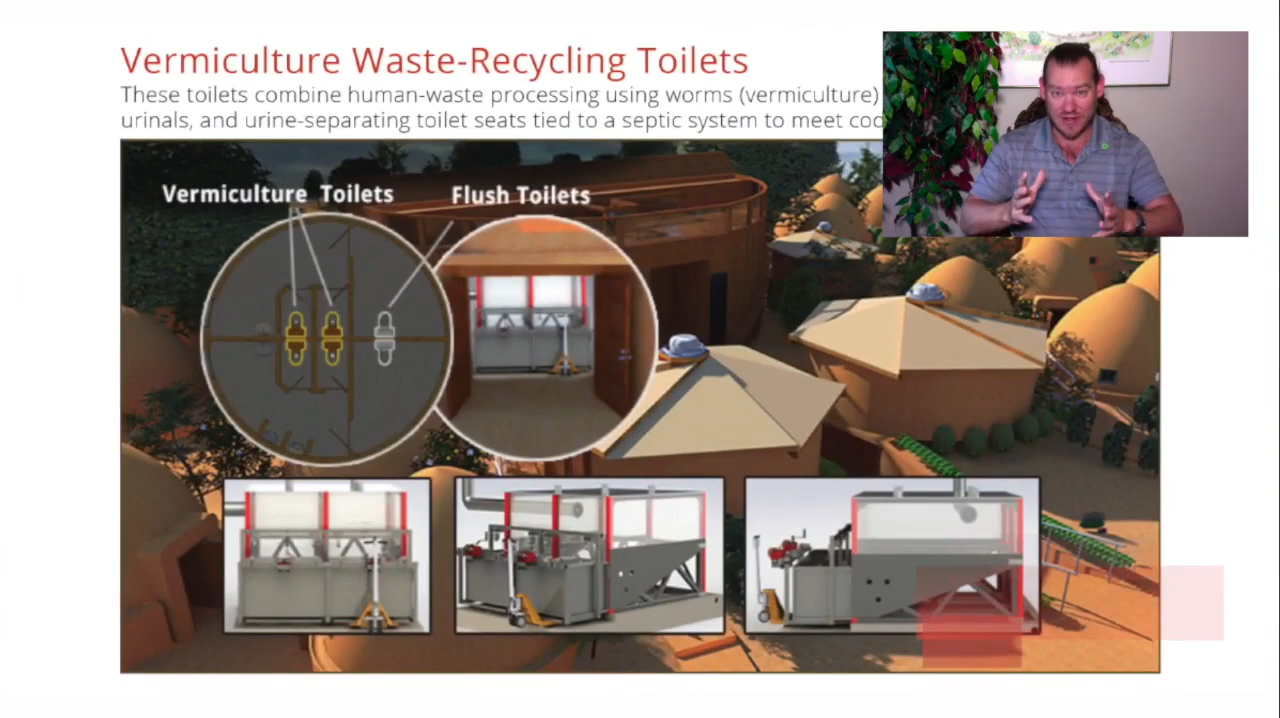 Vermiculture Waste-Recycling Toilets
These toilets combine human-waste processing using worms (vermiculture)
urinals, and urine-separating toilet seats tied to a septic system to meet
Vermiculture Toilets
Flush Toilets